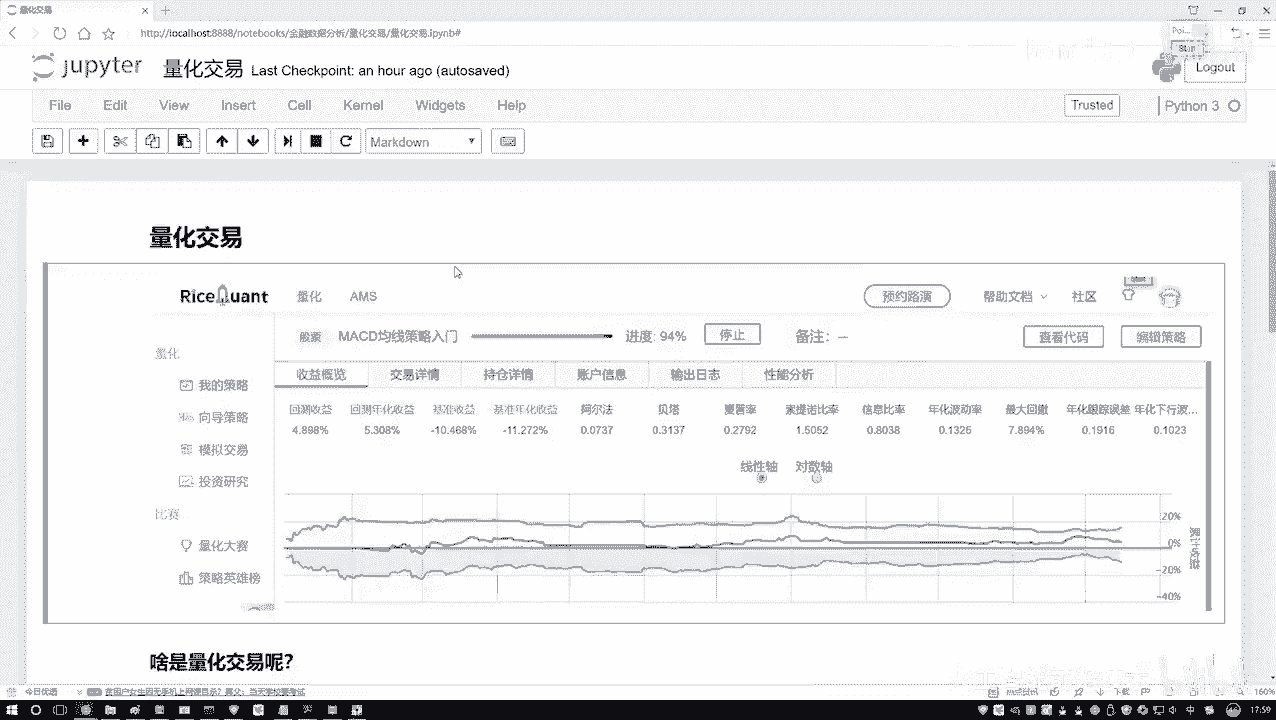 量化交易
http://localhost:8888/notebooks/金融数据分析/量化交易/量化交易.ipynb#
jupyter 量化交易 Last Checkpoint: an hour ago (autosaved)
Logout
File Edit View Insert Cell Kernel Widgets Help
Trusted
Python 3
Markdown
量化交易
RiceQuant 量化 AMS 预约路演 帮助文档 社区
股票 MACD均线策略入门 进度: 94% 停止 备注: -- 查看代码 编辑策略
量化
收益概览 交易详情 持仓详情 账户信息 输出日志 性能分析
我的策略
回测收益 回测年化收益 基准收益 基准年化收益 阿尔法 贝塔 夏普率 索提诺比率 信息比率 年化波动率 最大回撤 年化跟踪误差 年化下行波...
向导策略
4.898% 5.308% -10.468% -11.272% 0.0737 0.3137 0.2792 1.5052 0.8038 0.1326 7.894% 0.1916 0.1023
模拟交易
线性轴 对数轴
投资研究
比赛
20%
量化大赛
0%
累计收益
-20%
策略英雄榜
-40%
啥是量化交易呢?
今日优选
下载
160%
17:59